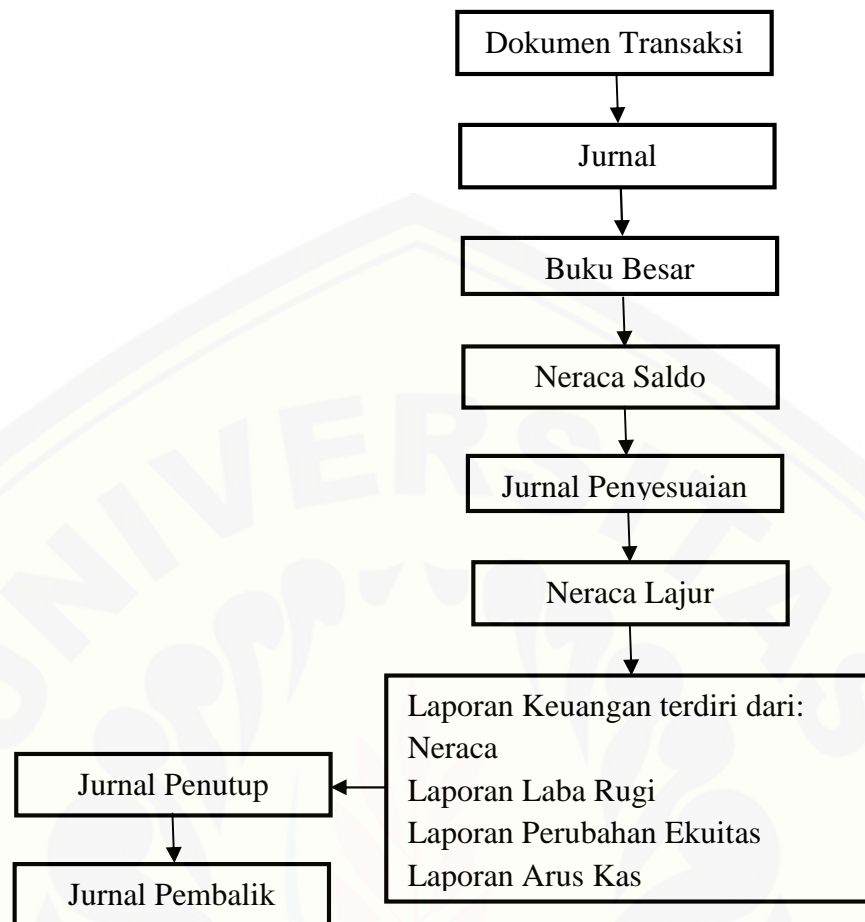 Dokumen Transaksi
Jurnal
Buku Besar
Neraca Saldo
Jurnal Penyesuaian
Neraca Lajur
Laporan Keuangan terdiri dari:
Neraca
Laporan Laba Rugi
Laporan Perubahan Ekuitas
Laporan Arus Kas
Jurnal Penutup
Jurnal Pembalik
UNIVERSITAS